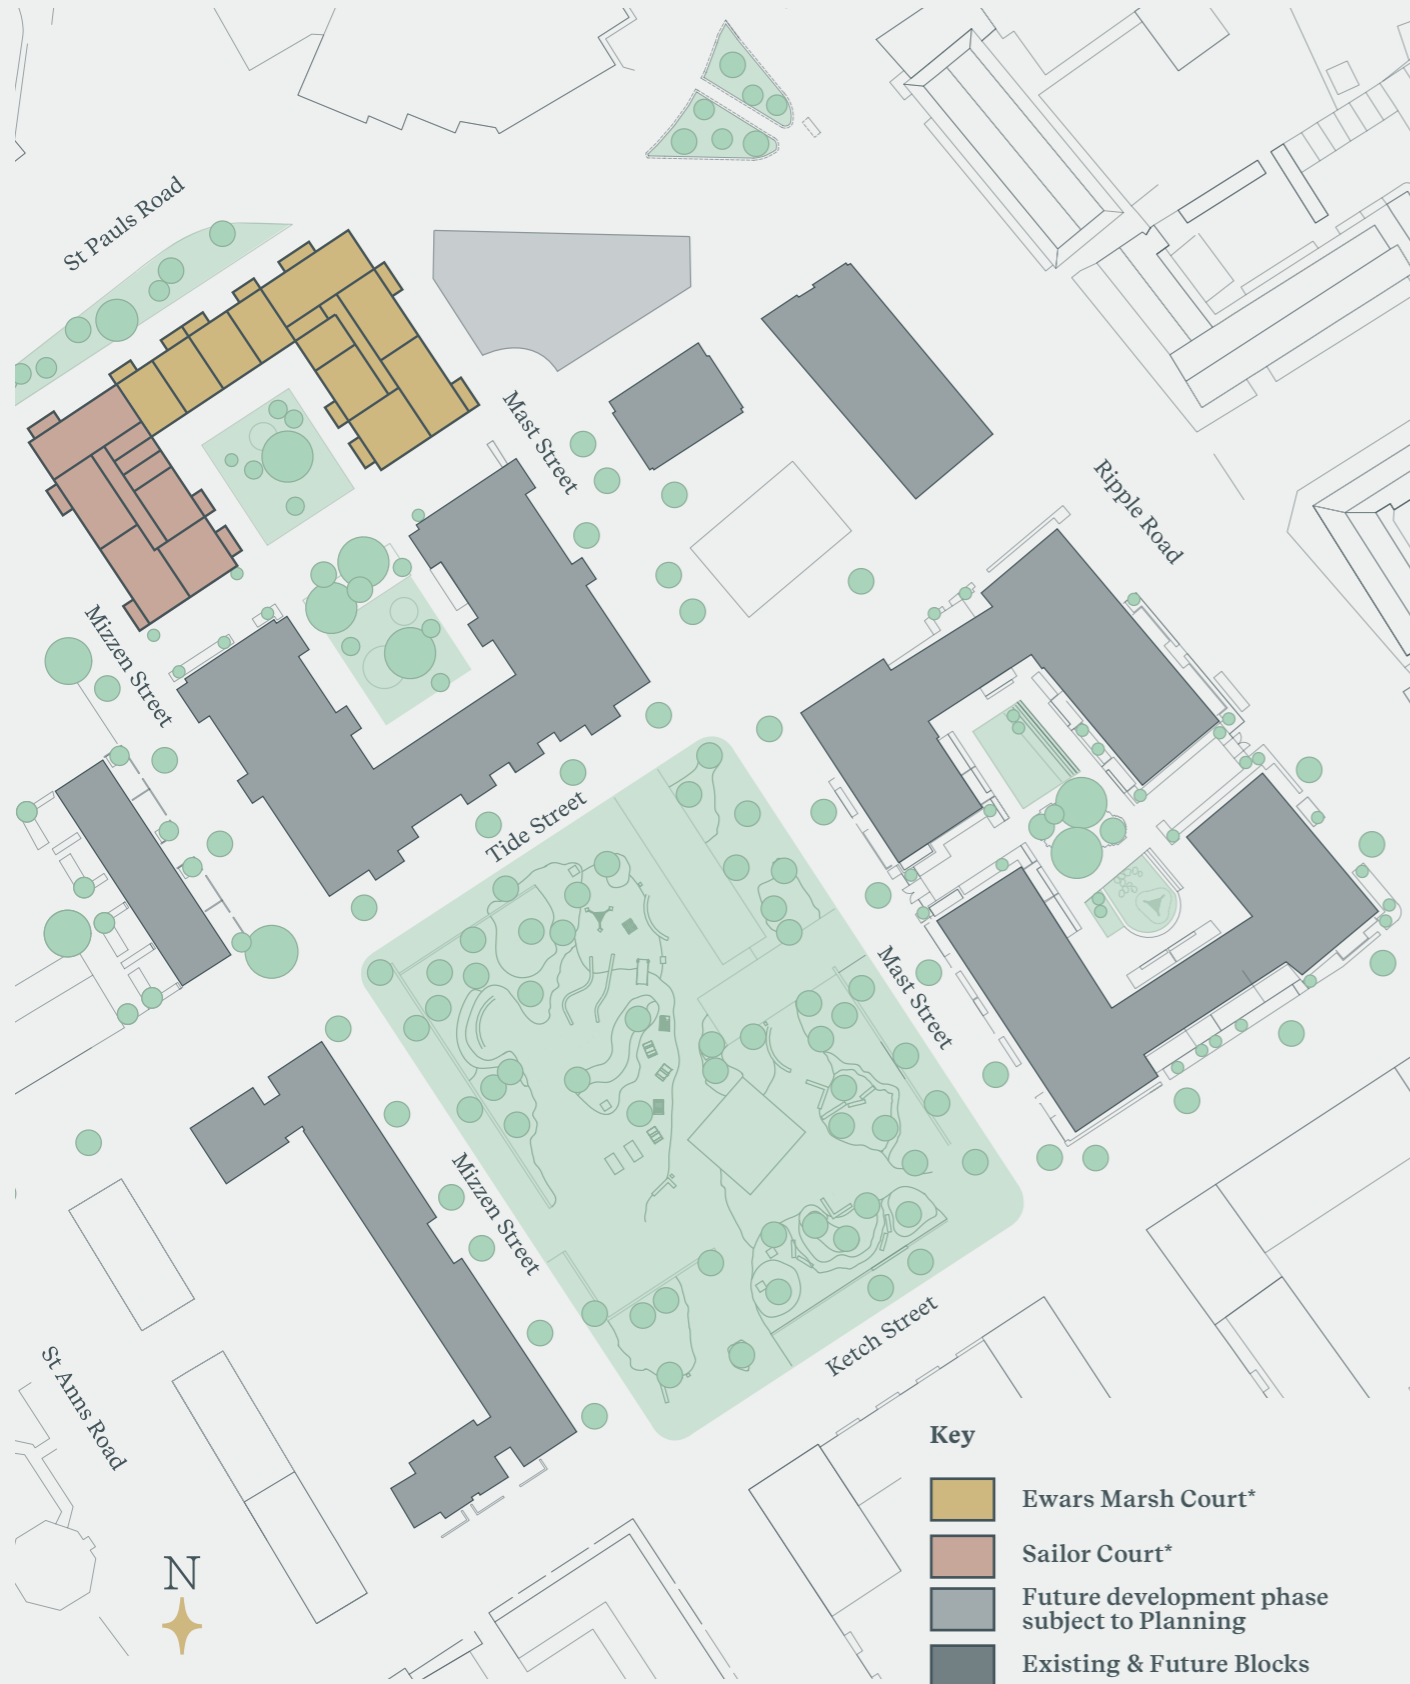 St Pauls Road
Mast Street
Ripple Road
Mizzen Street
Tide Street
Mast Street
Mizzen Street
Ketch Street
St Anns Road
N
Key
Ewars Marsh Court*
Sailor Court*
Future development phase
subject to Planning
Existing & Future Blocks